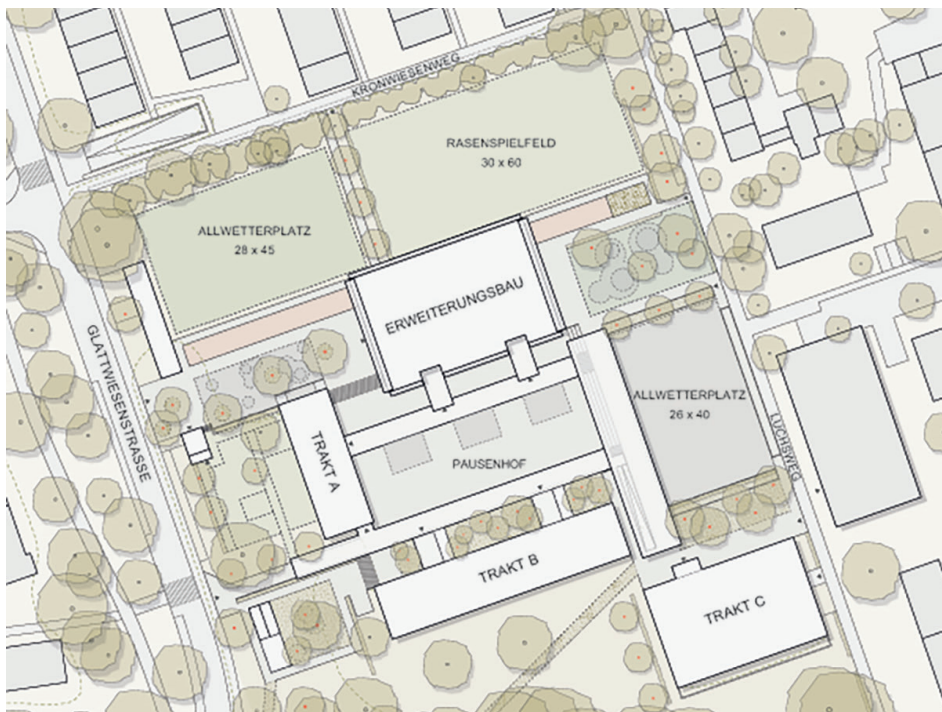 KRONWIESENWEG
RASENSPIELFELD
30 x 60
ALLWETTERPLATZ
28 x 45
ERWEITERUNGSBAU
GLATTWIESENSTRASSE
ALLWETTERPLATZ
26 x 40
LUCHSWEG
TRAKT A
PAUSENHOF
TRAKT B
TRAKT C